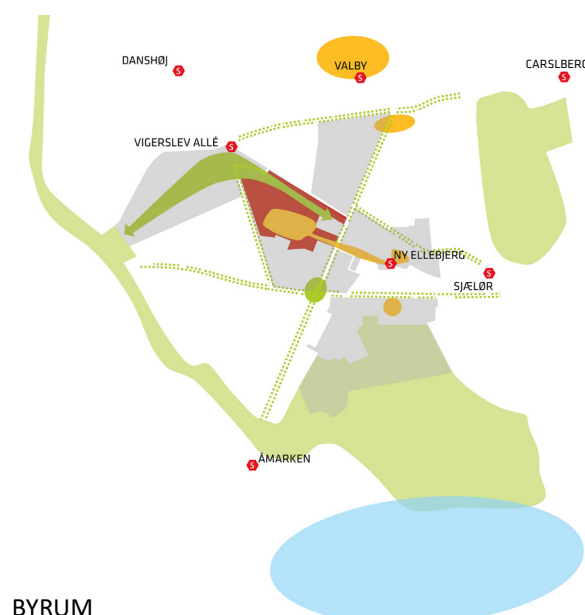 DANSHØJ
VALBY
CARSLBERG
S
S
S
VIGERSLEV ALLÉ
S
NY ELLEBJERG
S
SJÆLØR
S
ÅMARKEN
S
BYRUM